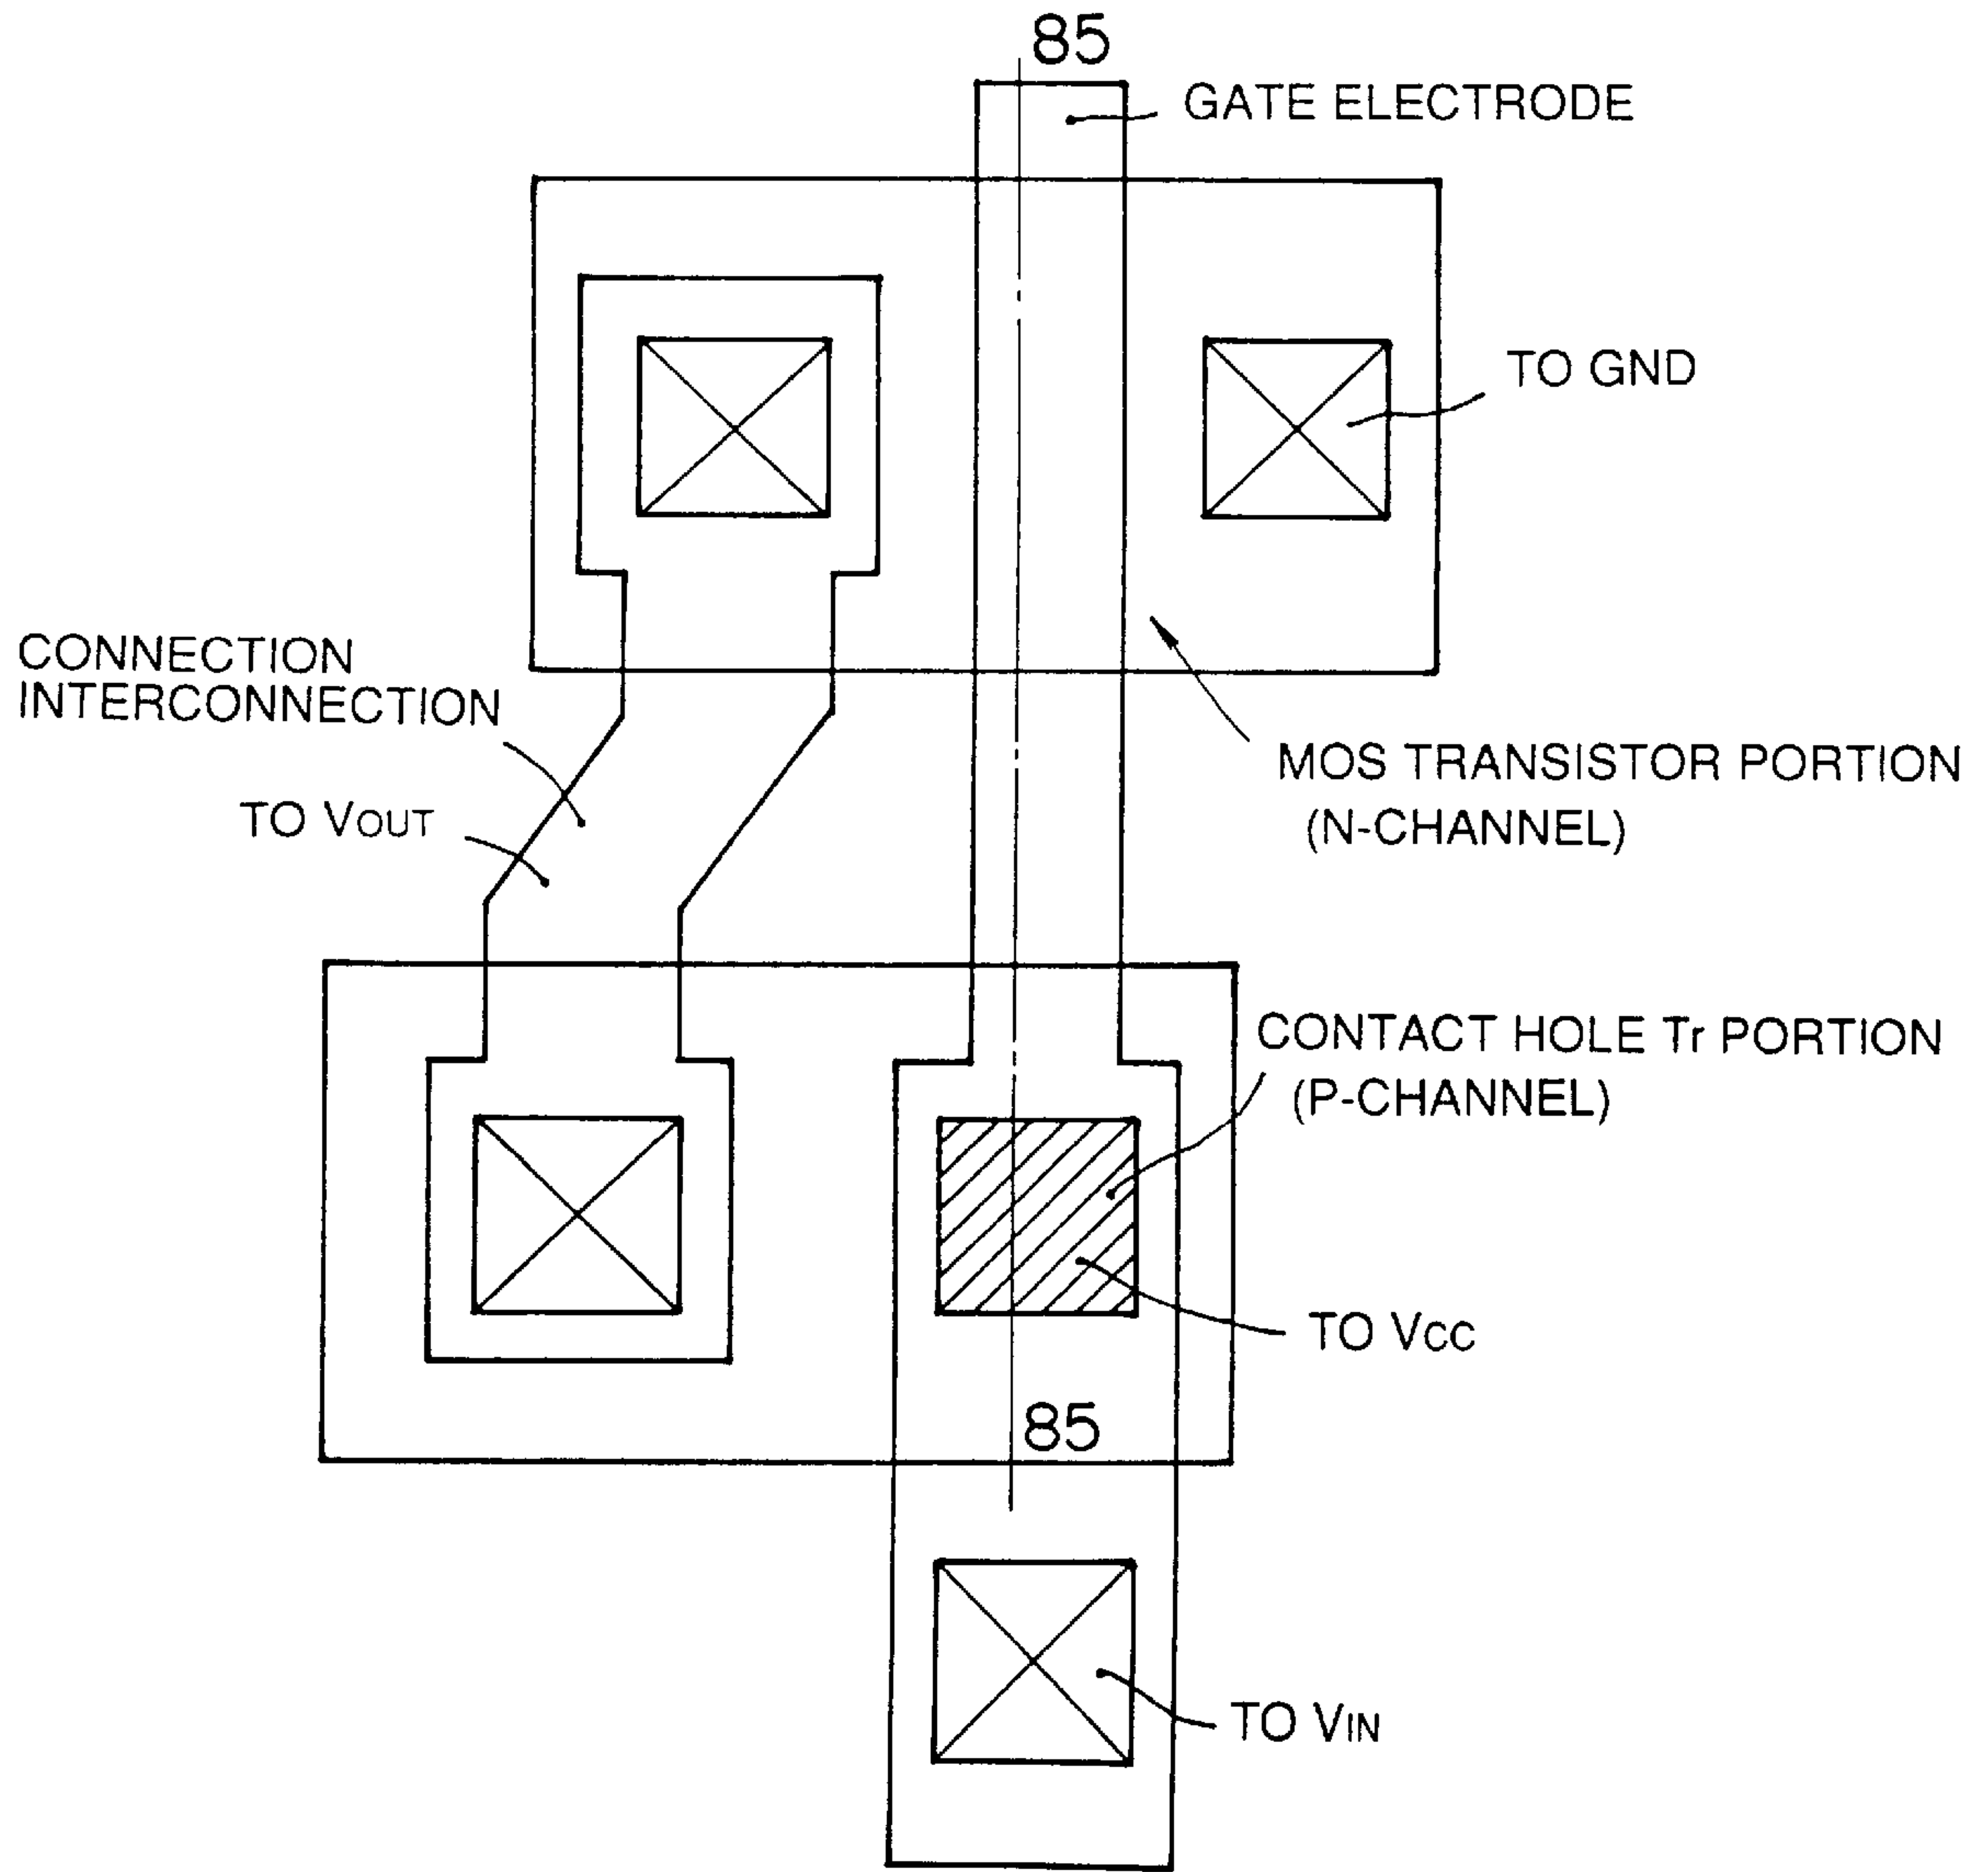 85
GATE ELECTRODE
TO GND
CONNECTION
INTERCONNECTION
MOS TRANSISTOR PORTION
(N-CHANNEL)
TO VOUT
CONTACT HOLE Tr PORTION
(P-CHANNEL)
TO VCC
85
TO VIN